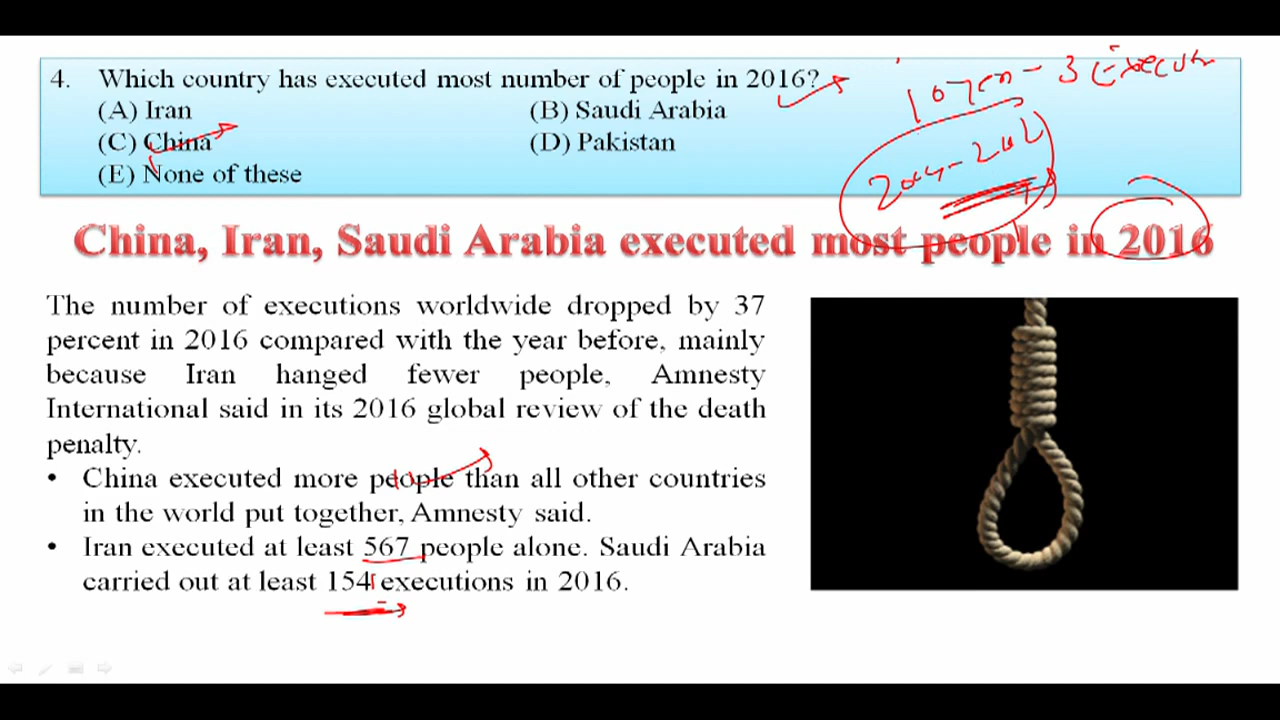 4. Which country has executed most number of people in 2016?
(A) Iran (B) Saudi Arabia
(C) China (D) Pakistan
(E) None of these
10 yen - 3 Execut
China, Iran, Saudi Arabia executed most people in 2016
The number of executions worldwide dropped by 37
percent in 2016 compared with the year before, mainly
because Iran hanged fewer people, Amnesty
International said in its 2016 global review of the death
penalty.
• China executed more people than all other countries
in the world put together, Amnesty said.
• Iran executed at least 567 people alone. Saudi Arabia
carried out at least 154 executions in 2016.